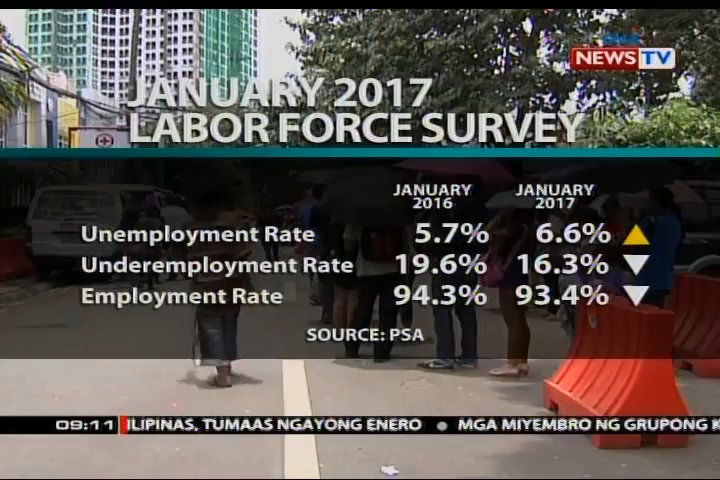 NEWSTV
JANUARY 2017
LABOR FORCE SURVEY
JANUARY 2016 JANUARY 2017
Unemployment Rate 5.7% 6.6%
Underemployment Rate 19.6% 16.3%
Employment Rate 94.3% 93.4%
SOURCE: PSA
09:11 ILIPINAS, TUMAAS NGAYONG ENERO ● MGA MIYEMBRO NG GRUPONG K